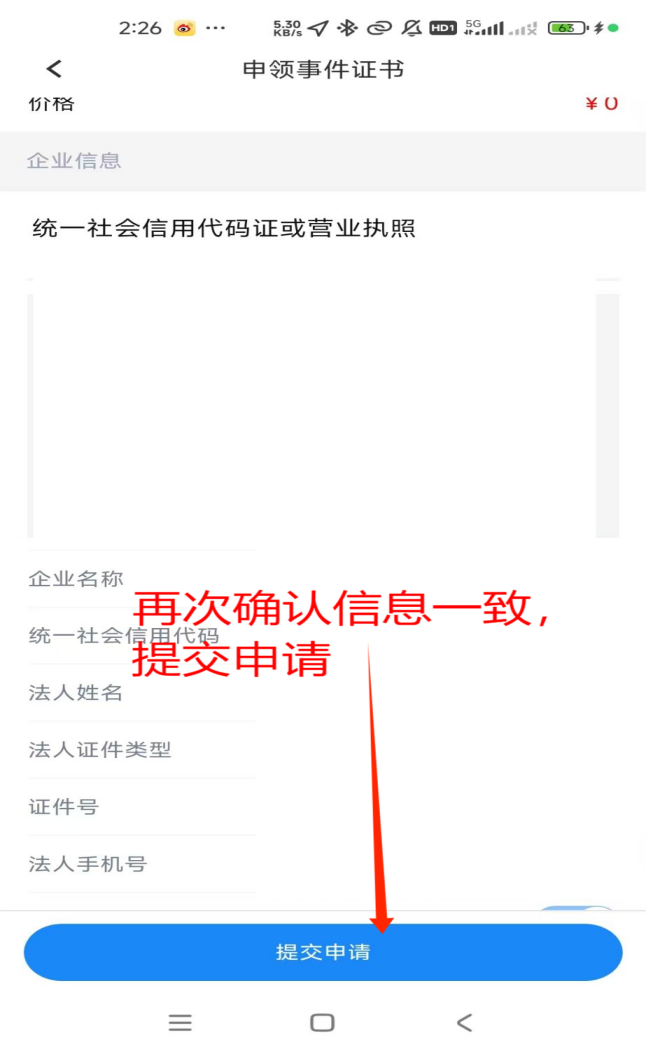 2:26 ··· 5.30 KB/s HD1 5G 63
申领事件证书
价格 ¥ 0
企业信息
统一社会信用代码证或营业执照
企业名称
再次确认信息一致，
统一社会信用代码
提交申请
法人姓名
法人证件类型
证件号
法人手机号
提交申请